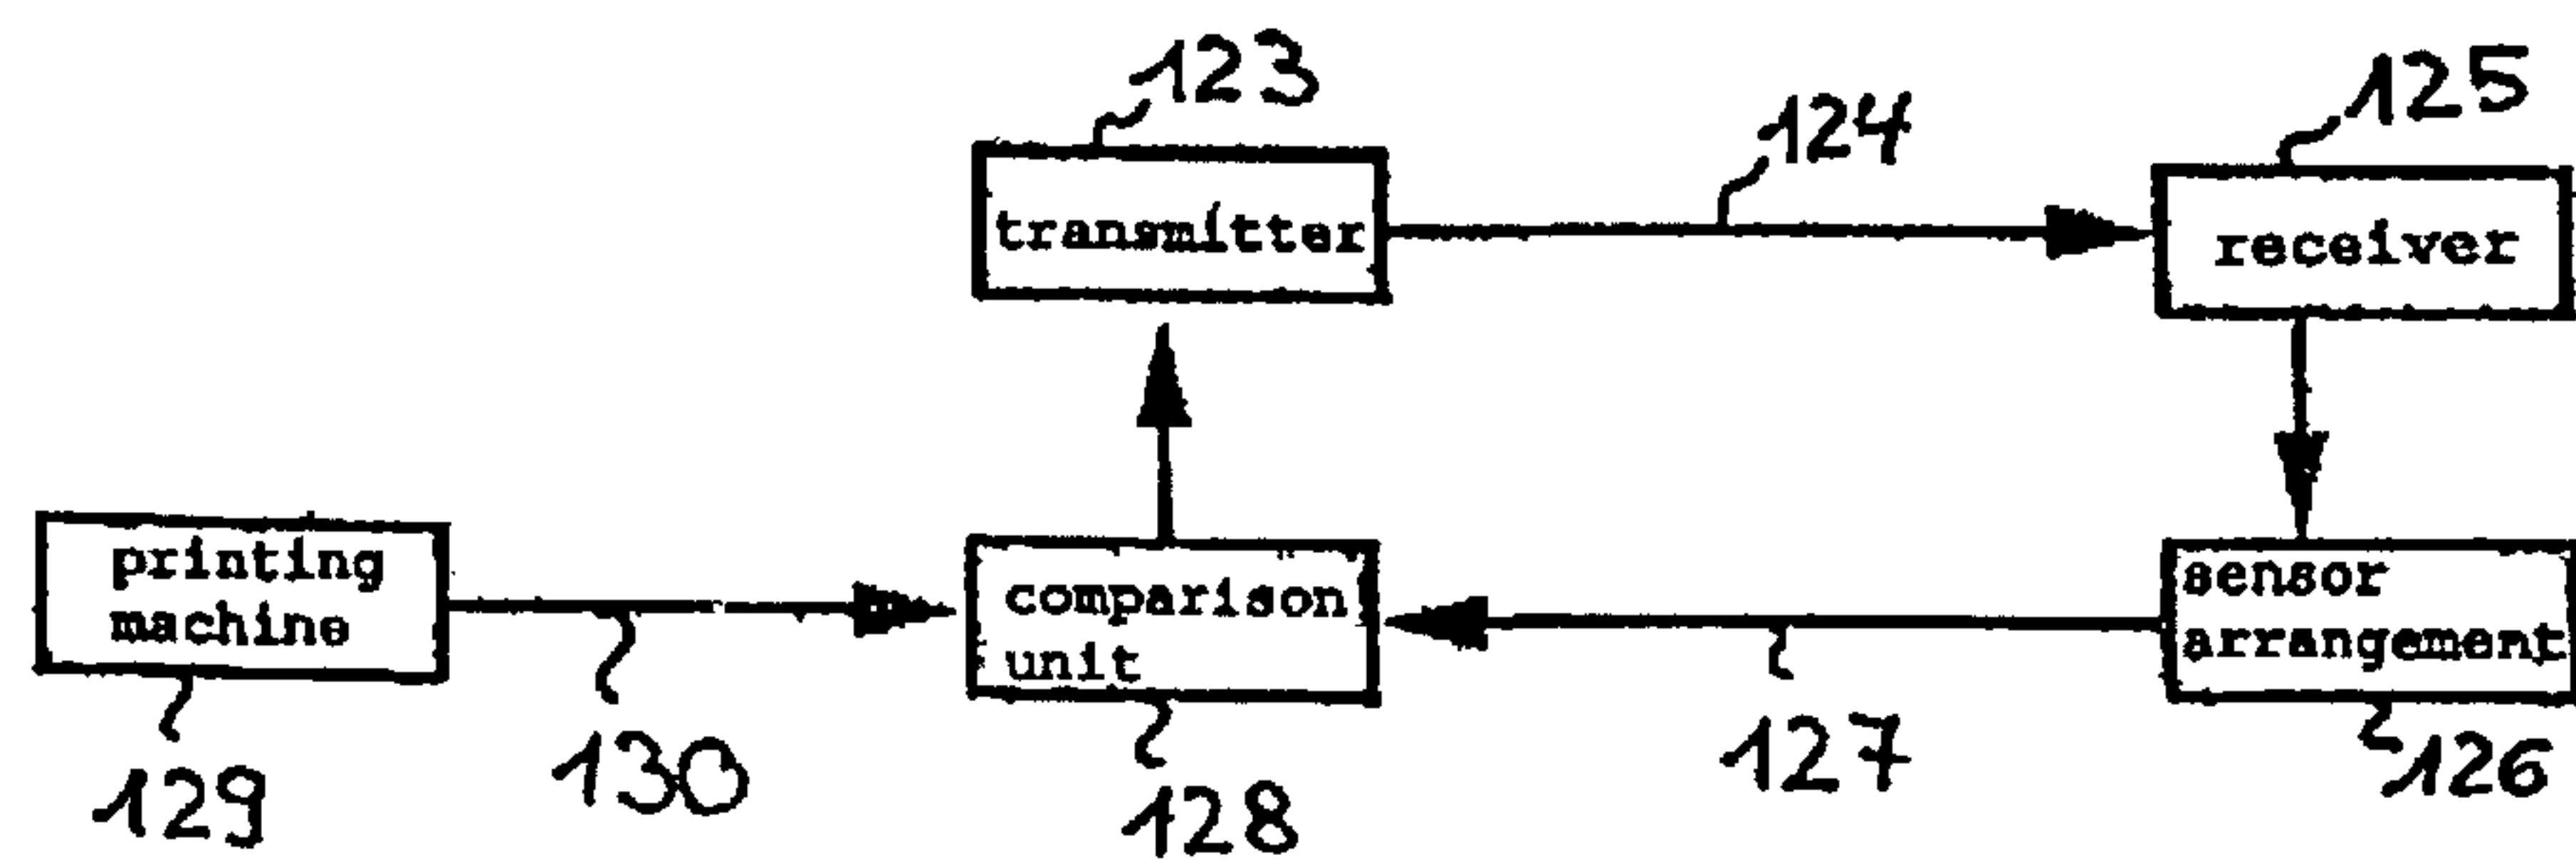 123
125
124
transmitter
receiver
printing
machine
comparison
unit
sensor
arrangement
129
130
128
127
126